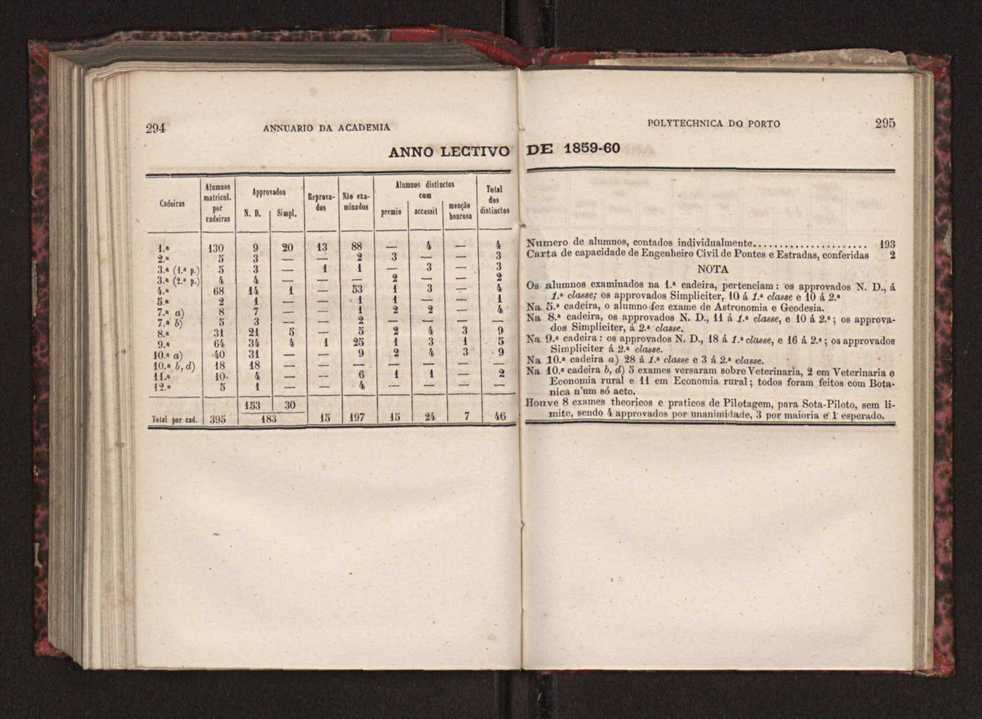 294 ANNUARIO DA ACADEMIA
ANNO LECTIVO
Cadeiras | Alumnos matricul. por cadeiras | Approvados N. D. | Simpl. | Reprovados | Não examinados | Alumnos distinctos com premio | accessit | menção honrosa | Total dos distinctos
1.ª 130 9 20 13 88 — 4 — 4
2.ª 5 3 — — 2 3 — — 3
3.ª (1.ª p.) 5 3 — 1 1 — 3 — 3
3.ª (2.ª p.) 4 4 — — — 2 — — 2
4.ª 68 14 1 — 53 1 3 — 4
5.ª 2 1 — — 1 1 — — 1
7.ª a) 8 7 — — 1 2 2 — 4
7.ª b) 5 3 — — 2 — — — —
8.ª 31 21 5 — 5 2 4 3 9
9.ª 64 34 4 1 25 1 3 1 5
10.ª a) 40 31 — — 9 2 4 3 9
10.ª b, d) 18 18 — — — — — — —
11.ª 10 4 — — 6 1 1 — 2
12.ª 5 1 — — 4 — — —
153 30
Total por cad. 395 183 15 197 15 24 7 46
POLYTECHNICA DO PORTO 295
DE 1859-60
Numero de alumnos, contados individualmente..................... 193
Carta de capacidade de Engenheiro Civil de Pontes e Estradas, conferidas 2
NOTA
Os alumnos examinados na 1.ª cadeira, pertenciam: os approvados N. D., á
1.ª classe; os approvados Simpliciter, 10 á 1.ª classe e 10 á 2.ª
Na 5.ª cadeira, o alumno fez exame de Astronomia e Geodesia.
Na 8.ª cadeira, os approvados N. D., 11 á 1.ª classe, e 10 á 2.ª; os approva-
dos Simpliciter, á 2.ª classe.
Na 9.ª cadeira: os approvados N. D., 18 á 1.ª classe, e 16 á 2.ª; os approvados
Simpliciter á 2.ª classe.
Na 10.ª cadeira a) 28 á 1.ª classe e 3 á 2.ª classe.
Na 10.ª cadeira b, d) 5 exames versaram sobre Veterinaria, 2 em Veterinaria e
Economia rural e 11 em Economia rural; todos foram feitos com Bota-
nica n'um só acto.
Houve 8 exames theoricos e praticos de Pilotagem, para Sota-Piloto, sem li-
mite, sendo 4 approvados por unanimidade, 3 por maioria e 1 esperado.